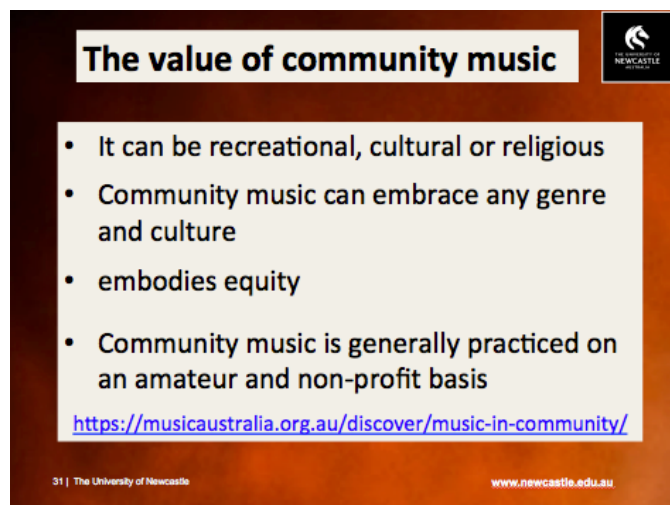 The value of community music
THE UNIVERSITY OF
NEWCASTLE
AUSTRALIA
• It can be recreational, cultural or religious
• Community music can embrace any genre
and culture
• embodies equity
• Community music is generally practiced on
an amateur and non-profit basis
https://musicaustralia.org.au/discover/music-in-community/
31 | The University of Newcastle
www.newcastle.edu.au